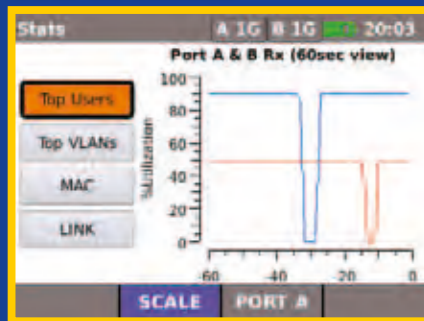 Stats A 1G B 1G 20:03
Port A & B Rx (60sec view)
Top Users
Top VLANs
MAC
LINK
%Utilization
100
80
60
40
20
0
-60 -40 -20 0
SCALE PORT A